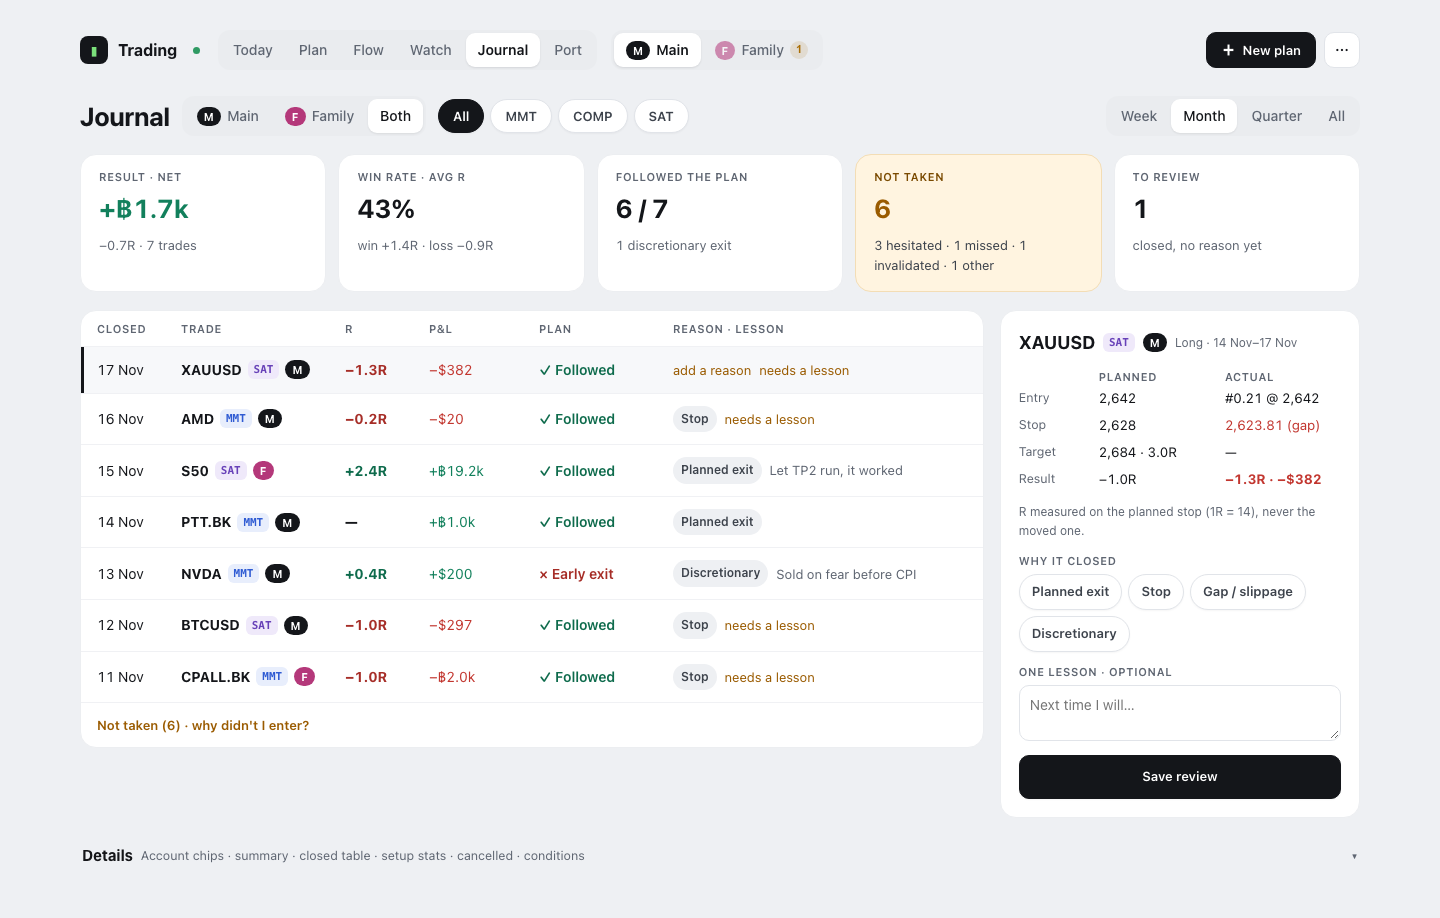 Trading Today Plan Flow Watch Journal Port M Main F Family 1 + New plan ...
Journal M Main F Family Both All MMT COMP SAT Week Month Quarter All
RESULT · NET
+฿1.7k
−0.7R · 7 trades
WIN RATE · AVG R
43%
win +1.4R · loss −0.9R
FOLLOWED THE PLAN
6 / 7
1 discretionary exit
NOT TAKEN
6
3 hesitated · 1 missed · 1
invalidated · 1 other
TO REVIEW
1
closed, no reason yet
CLOSED TRADE R P&L PLAN REASON · LESSON
17 Nov XAUUSD SAT M −1.3R −$382 ✓ Followed add a reason needs a lesson
16 Nov AMD MMT M −0.2R −$20 ✓ Followed Stop needs a lesson
15 Nov S50 SAT F +2.4R +฿19.2k ✓ Followed Planned exit Let TP2 run, it worked
14 Nov PTT.BK MMT M — +฿1.0k ✓ Followed Planned exit
13 Nov NVDA MMT M +0.4R +$200 × Early exit Discretionary Sold on fear before CPI
12 Nov BTCUSD SAT M −1.0R −$297 ✓ Followed Stop needs a lesson
11 Nov CPALL.BK MMT F −1.0R −฿2.0k ✓ Followed Stop needs a lesson
Not taken (6) · why didn't I enter?
XAUUSD SAT M Long · 14 Nov–17 Nov
PLANNED ACTUAL
Entry 2,642 #0.21 @ 2,642
Stop 2,628 2,623.81 (gap)
Target 2,684 · 3.0R —
Result −1.0R −1.3R · −$382
R measured on the planned stop (1R = 14), never the
moved one.
WHY IT CLOSED
Planned exit Stop Gap / slippage
Discretionary
ONE LESSON · OPTIONAL
Next time I will...
Save review
Details Account chips · summary · closed table · setup stats · cancelled · conditions